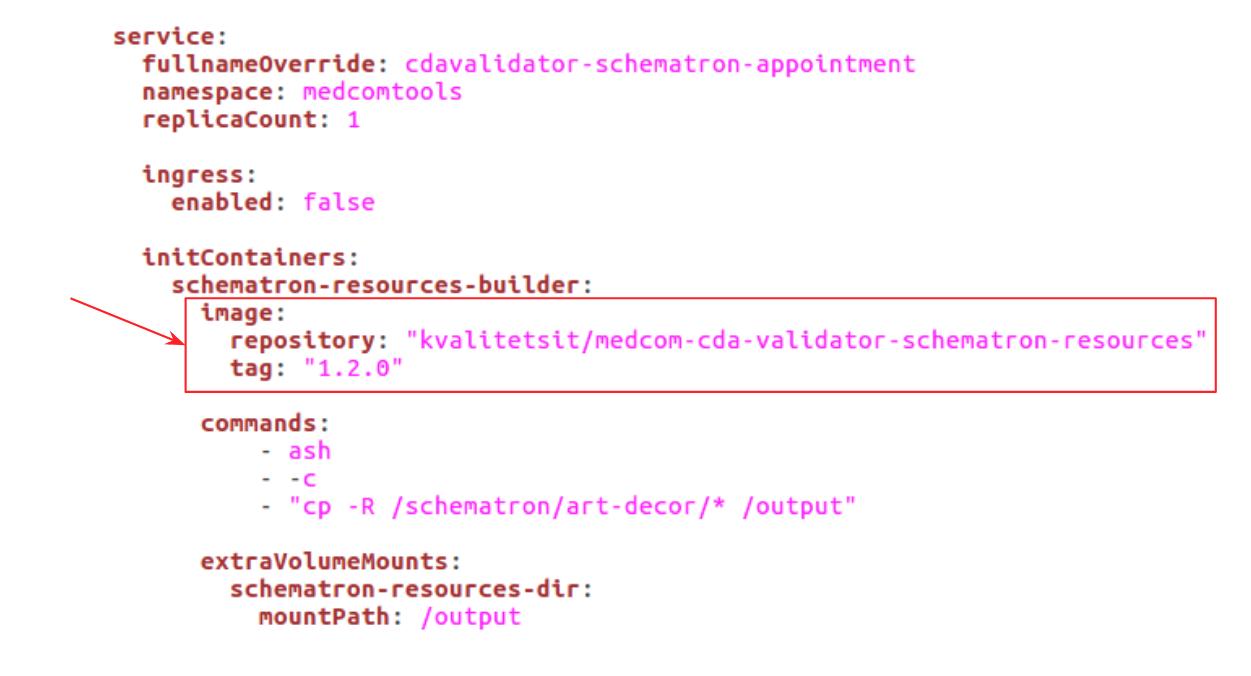 service:
  fullnameOverride: cdavalidator-schematron-appointment
  namespace: medcomtools
  replicaCount: 1
  ingress:
    enabled: false
  initContainers:
    schematron-resources-builder:
      image:
        repository: "kvalitetsit/medcom-cda-validator-schematron-resources"
        tag: "1.2.0"
      commands:
          - ash
          - -c
          - "cp -R /schematron/art-decor/* /output"
      extraVolumeMounts:
        schematron-resources-dir:
          mountPath: /output